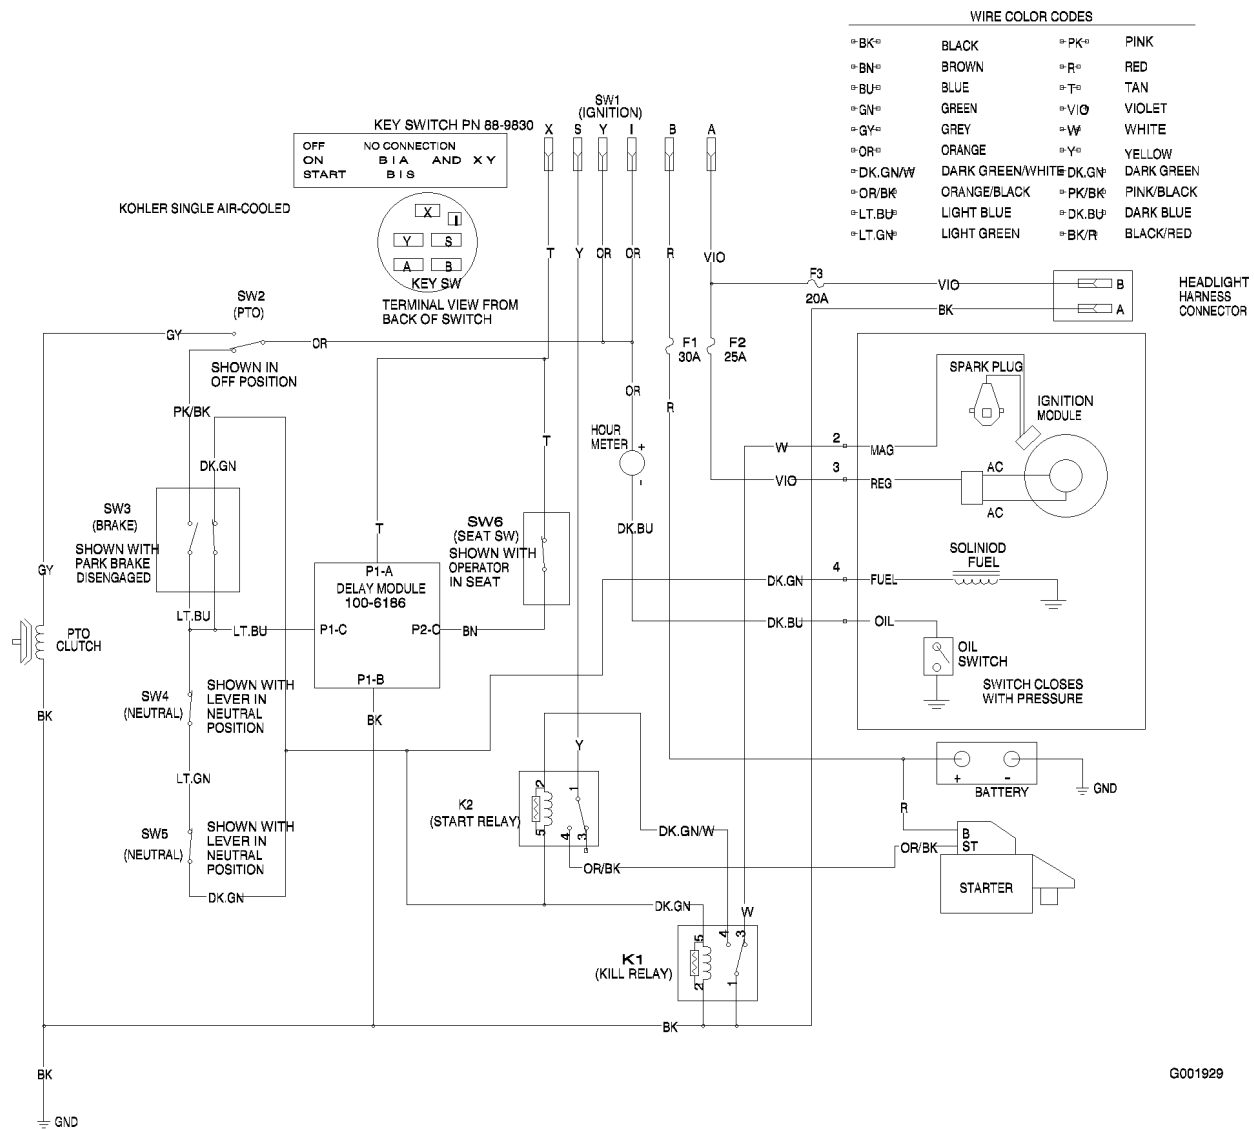 WIRE COLOR CODES
BK BLACK PK PINK
BN BROWN R RED
BU BLUE T TAN
GN GREEN VIO VIOLET
GY GREY W WHITE
OR ORANGE Y YELLOW
DK.GN/W DARK GREEN/WHITE DK.GN DARK GREEN
OR/BK ORANGE/BLACK PK/BK PINK/BLACK
LT.BU LIGHT BLUE DK.BU DARK BLUE
LT.GN LIGHT GREEN BK/R BLACK/RED
SW1
(IGNITION)
KEY SWITCH PN 88-9830
X S Y I B A
OFF NO CONNECTION
ON B I A AND X Y
START B I S
KOHLER SINGLE AIR-COOLED
X
I
Y S
A B
KEY SW
TERMINAL VIEW FROM
BACK OF SWITCH
T Y OR OR R VIO
F3
20A
VIO
BK
B
A
HEADLIGHT
HARNESS
CONNECTOR
SW2
(PTO)
GY
OR
SHOWN IN
OFF POSITION
F1
30A
F2
25A
OR
R
PK/BK
DK.GN
T
HOUR
METER
+
-
SPARK PLUG
IGNITION
MODULE
W
2
MAG
VIO
3
REG
AC
AC
SW3
(BRAKE)
SHOWN WITH
PARK BRAKE
DISENGAGED
T
SW6
(SEAT SW)
SHOWN WITH
OPERATOR
IN SEAT
DK.BU
SOLINIOD
FUEL
GY
P1-A
DELAY MODULE
100-6186
DK.GN
4
FUEL
LT.BU
LT.BU
P1-C
P2-C
BN
DK.BU
OIL
PTO
CLUTCH
OIL
SWITCH
SWITCH CLOSES
WITH PRESSURE
P1-B
BK
BK
SW4
(NEUTRAL)
SHOWN WITH
LEVER IN
NEUTRAL
POSITION
Y
LT.GN
K2
(START RELAY)
2
1
5
4
3
+
-
BATTERY
GND
R
SW5
(NEUTRAL)
SHOWN WITH
LEVER IN
NEUTRAL
POSITION
DK.GN/W
OR/BK
OR/BK
B
ST
STARTER
DK.GN
DK.GN
W
K1
(KILL RELAY)
5
4
3
2
1
BK
BK
GND
G001929